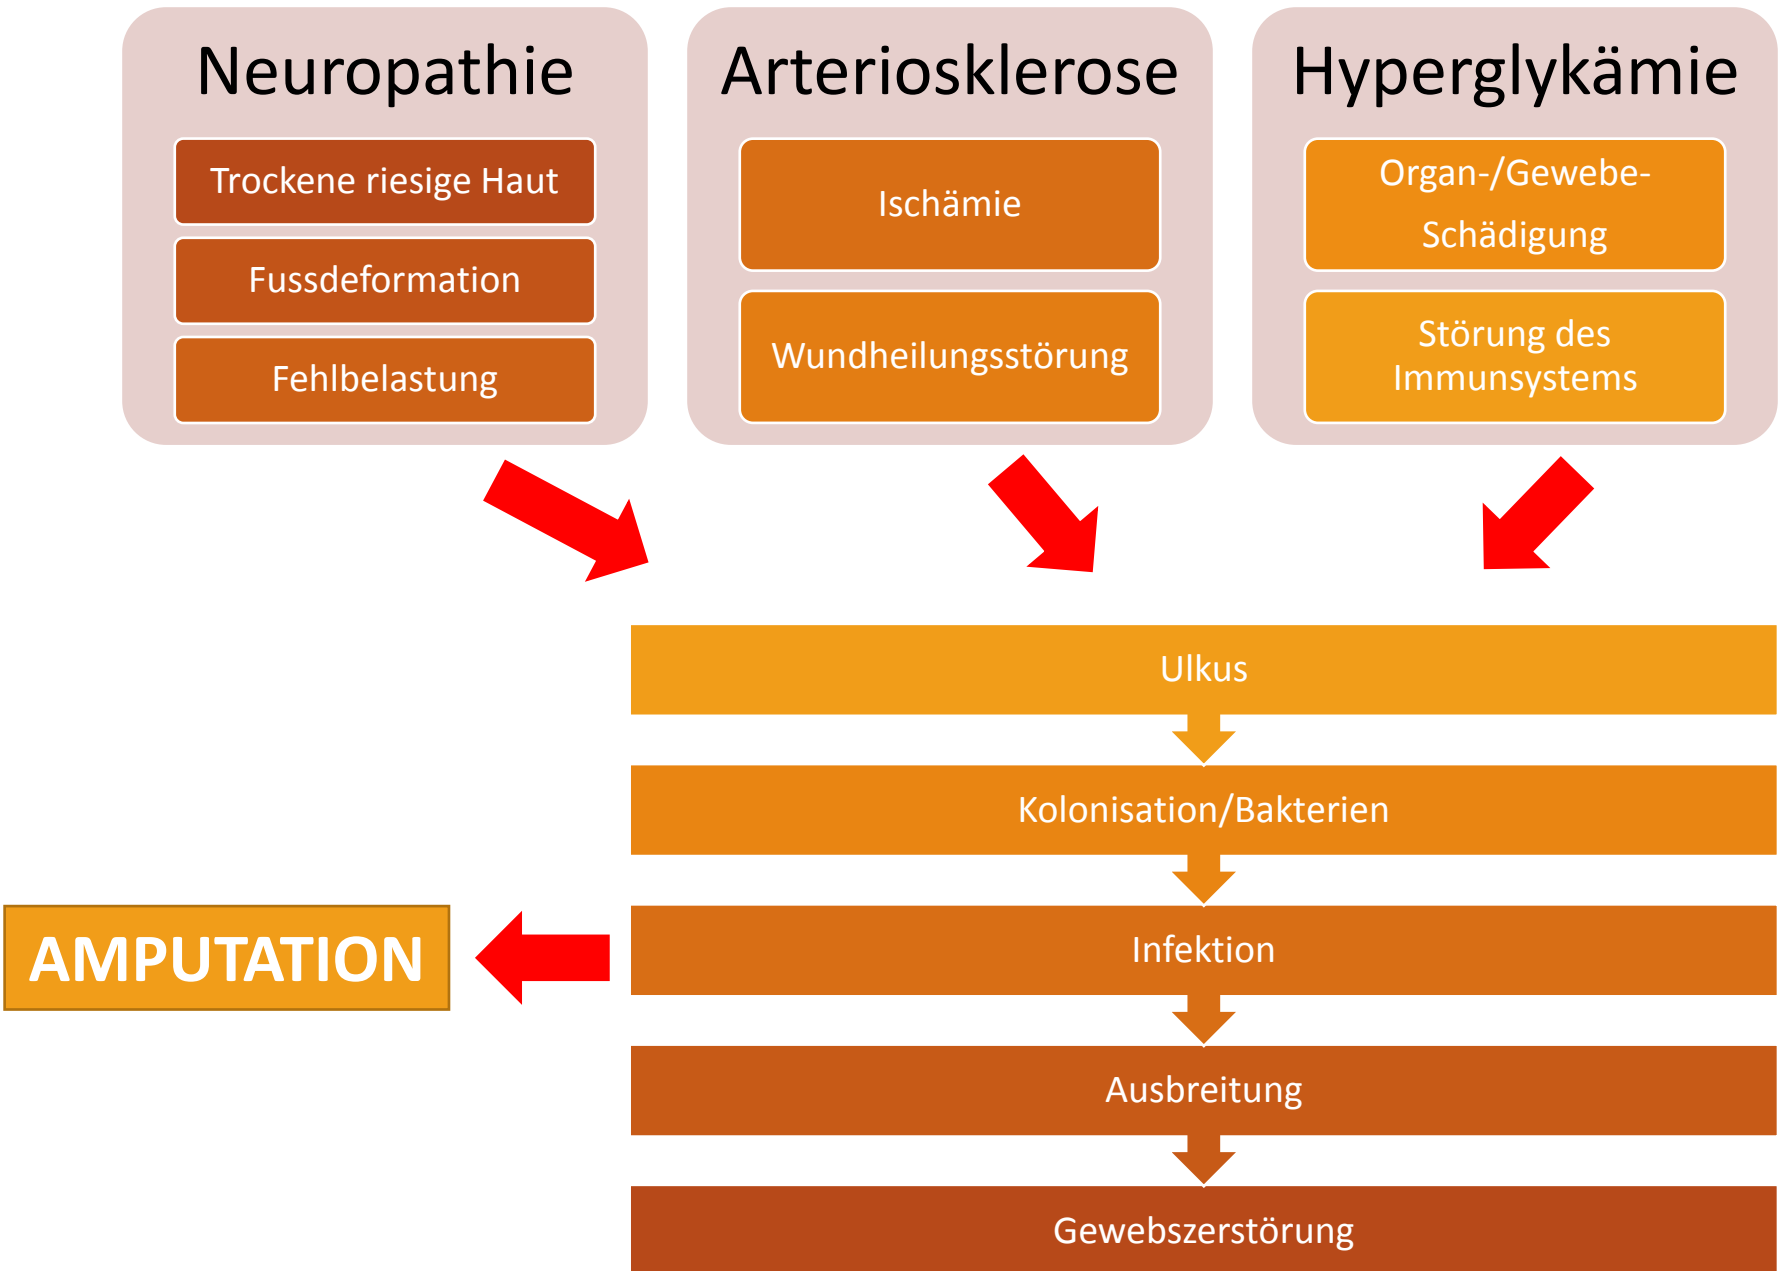 Neuropathie
Trockene riesige Haut
Fussdeformation
Fehlbelastung
Arteriosklerose
Ischämie
Wundheilungsstörung
Hyperglykämie
Organ-/Gewebe-
Schädigung
Störung des
Immunsystems
Ulkus
Kolonisation/Bakterien
Infektion
Ausbreitung
Gewebszerstörung
AMPUTATION